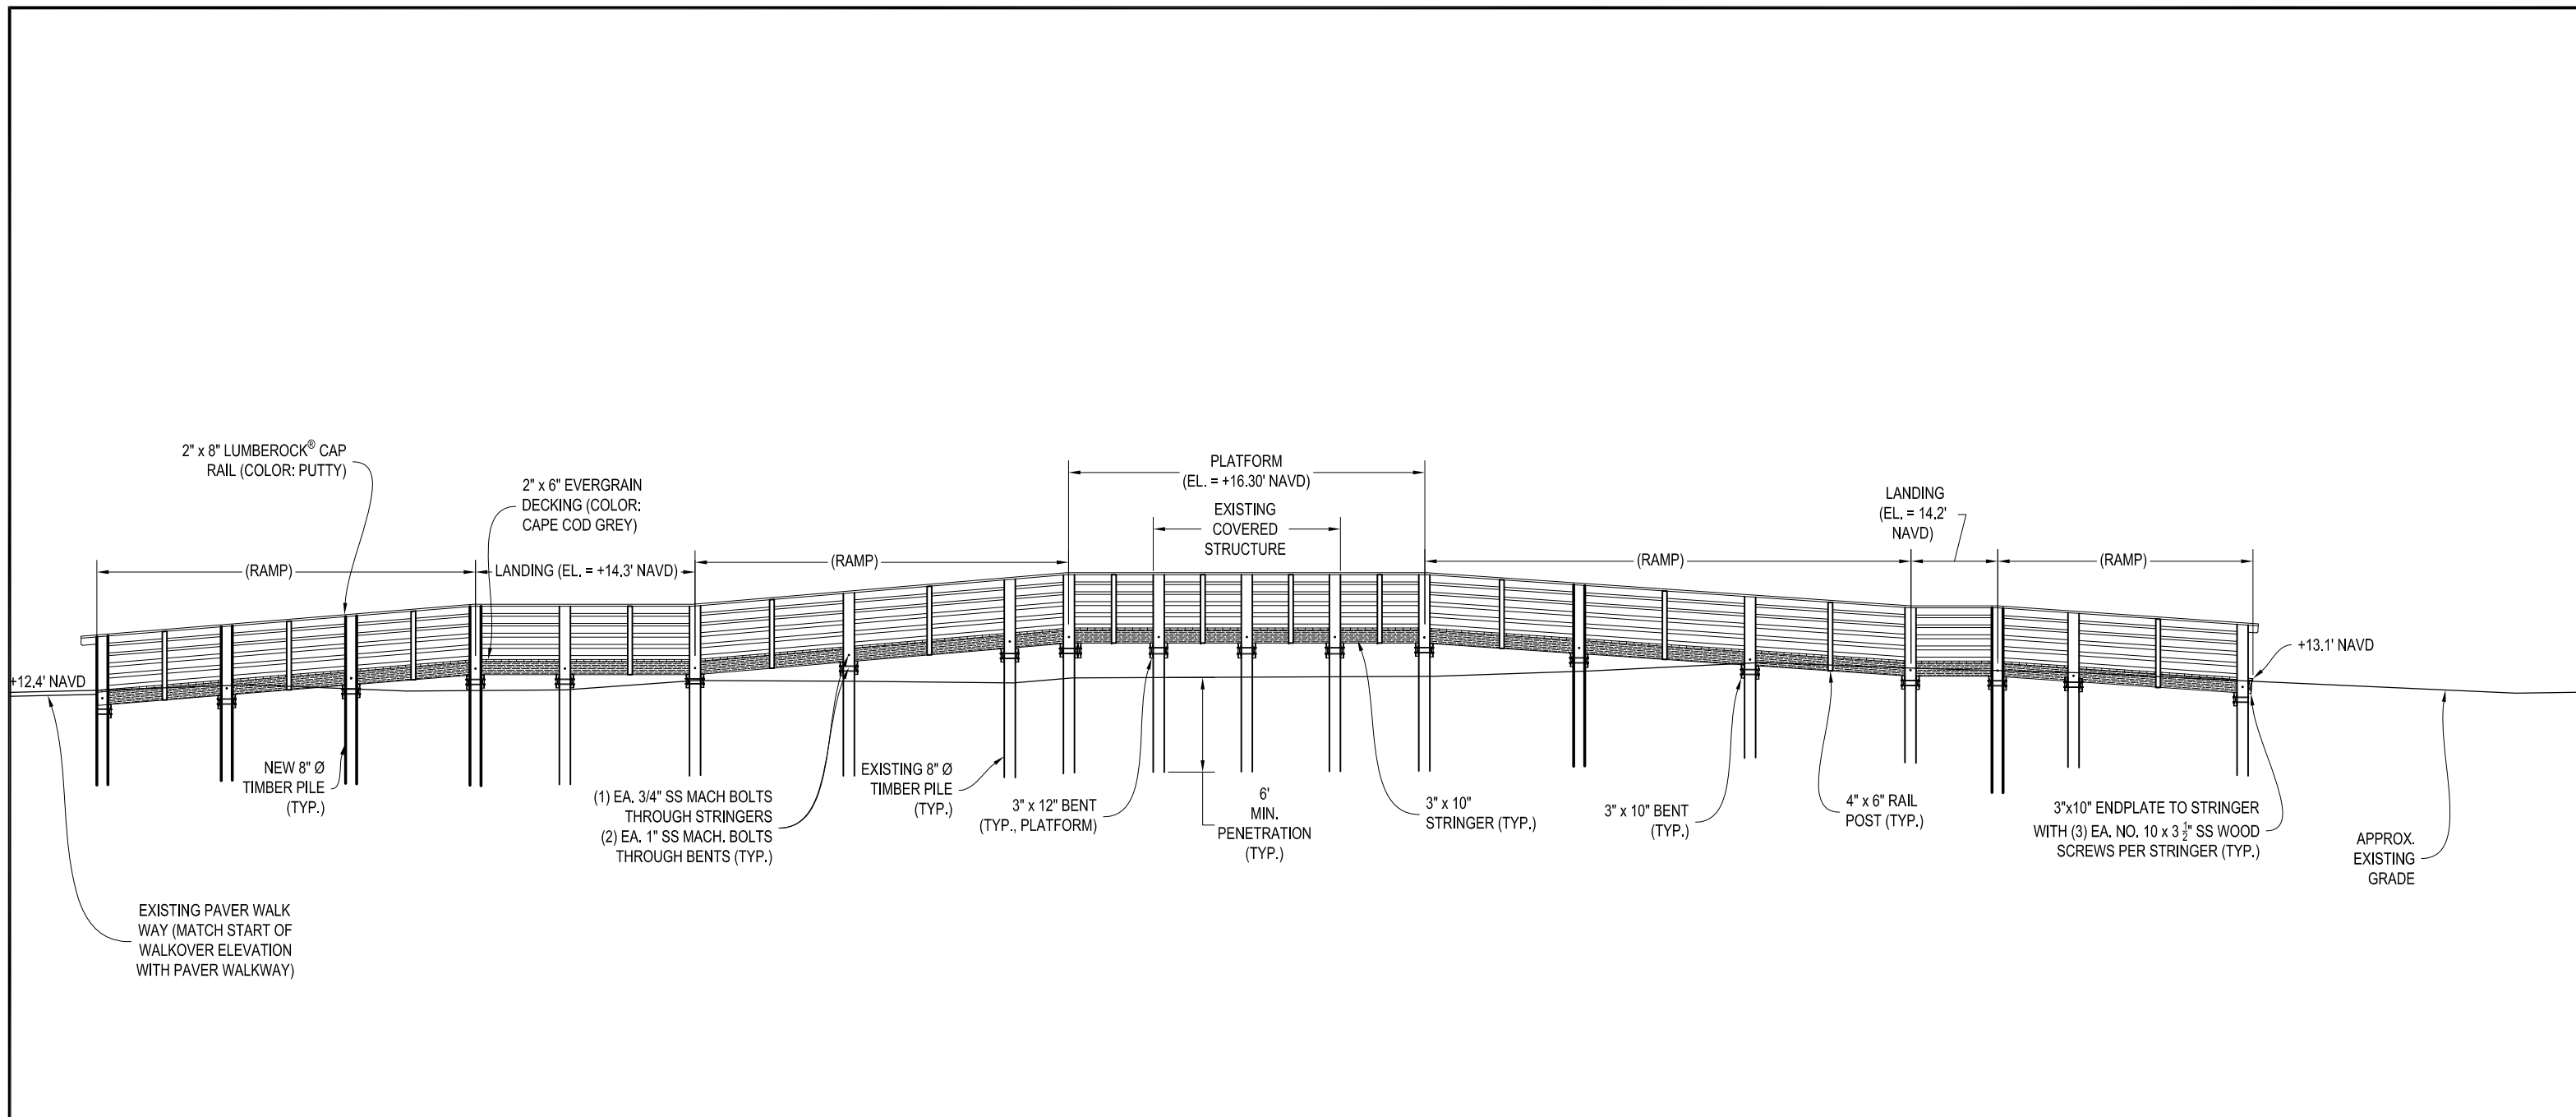 2" x 8" LUMBEROCK® CAP
RAIL (COLOR: PUTTY)
2" x 6" EVERGRAIN
DECKING (COLOR:
CAPE COD GREY)
PLATFORM
(EL. = +16.30' NAVD)
EXISTING
COVERED
STRUCTURE
LANDING
(EL. = 14.2'
NAVD)
(RAMP)
LANDING (EL. = +14.3' NAVD)
(RAMP)
(RAMP)
(RAMP)
+12.4' NAVD
+13.1' NAVD
NEW 8" Ø
TIMBER PILE
(TYP.)
(1) EA. 3/4" SS MACH BOLTS
THROUGH STRINGERS
(2) EA. 1" SS MACH. BOLTS
THROUGH BENTS (TYP.)
EXISTING 8" Ø
TIMBER PILE
(TYP.)
3" x 12" BENT
(TYP., PLATFORM)
6'
MIN.
PENETRATION
(TYP.)
3" x 10"
STRINGER (TYP.)
3" x 10" BENT
(TYP.)
4" x 6" RAIL
POST (TYP.)
3"x10" ENDPLATE TO STRINGER
WITH (3) EA. NO. 10 x 3 1/2" SS WOOD
SCREWS PER STRINGER (TYP.)
APPROX.
EXISTING
GRADE
EXISTING PAVER WALK
WAY (MATCH START OF
WALKOVER ELEVATION
WITH PAVER WALKWAY)